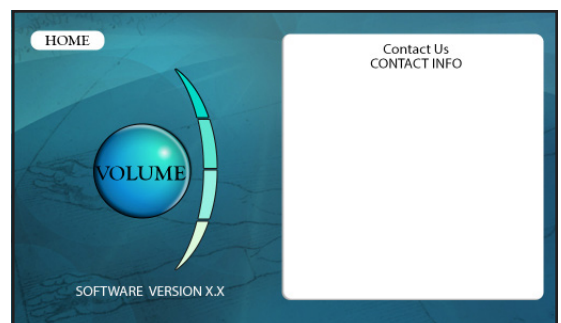 HOME
VOLUME
SOFTWARE VERSION X.X
Contact Us
CONTACT INFO